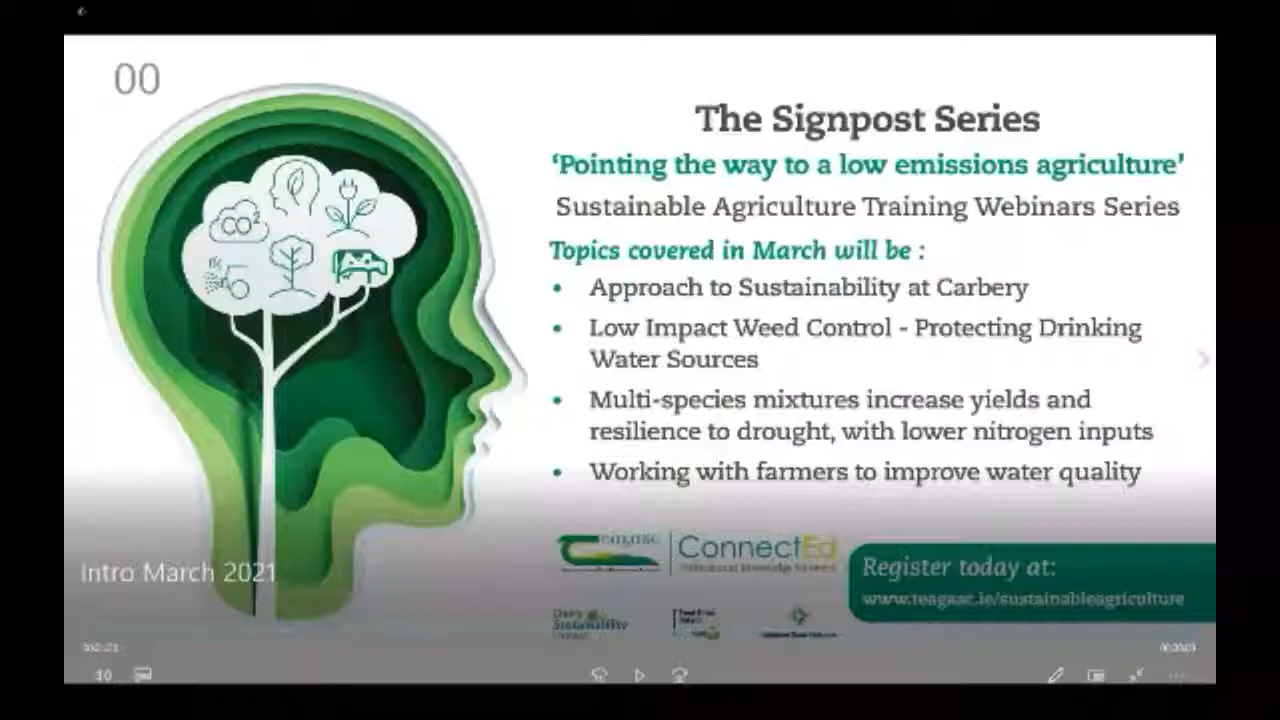 00
The Signpost Series
‘Pointing the way to a low emissions agriculture’
Sustainable Agriculture Training Webinars Series
Topics covered in March will be :
• Approach to Sustainability at Carbery
• Low Impact Weed Control - Protecting Drinking
Water Sources
• Multi-species mixtures increase yields and
resilience to drought, with lower nitrogen inputs
• Working with farmers to improve water quality
CO2
Intro March 2021
ConnectEd
Register today at:
www.teagasc.ie/sustainableagriculture
Sustainability
10